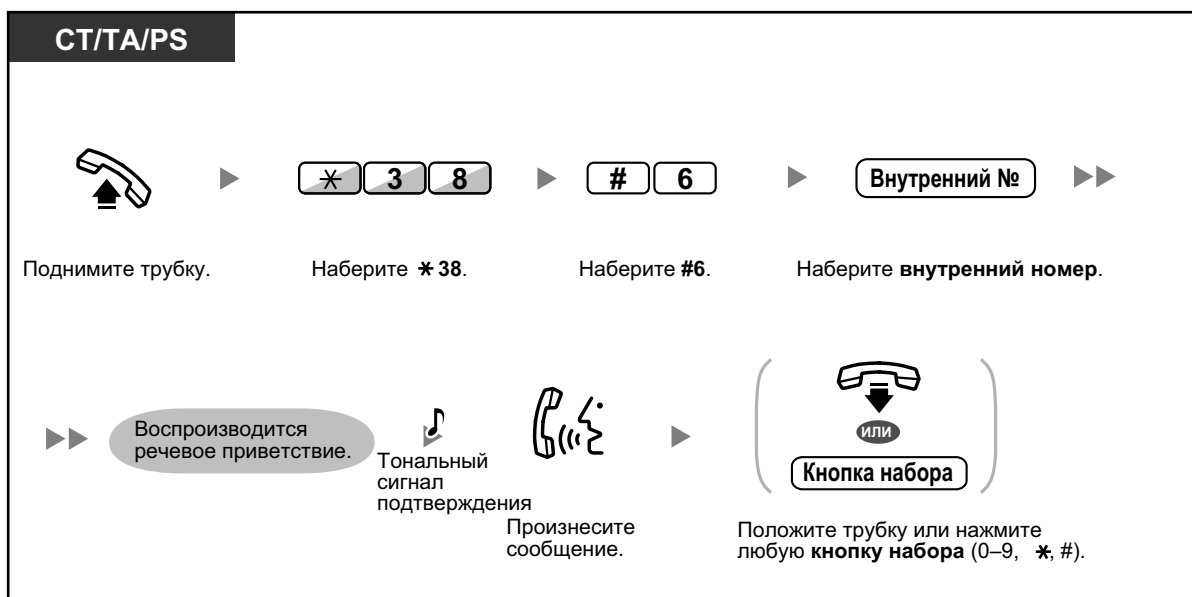 CT/TA/PS
* 3 8
# 6
Внутренний №
Поднимите трубку.
Наберите *38.
Наберите #6.
Наберите внутренний номер.
Воспроизводится
речевое приветствие.
Тональный
сигнал
подтверждения
Произнесите
сообщение.
или
Кнопка набора
Положите трубку или нажмите
любую кнопку набора (0–9, *, #).